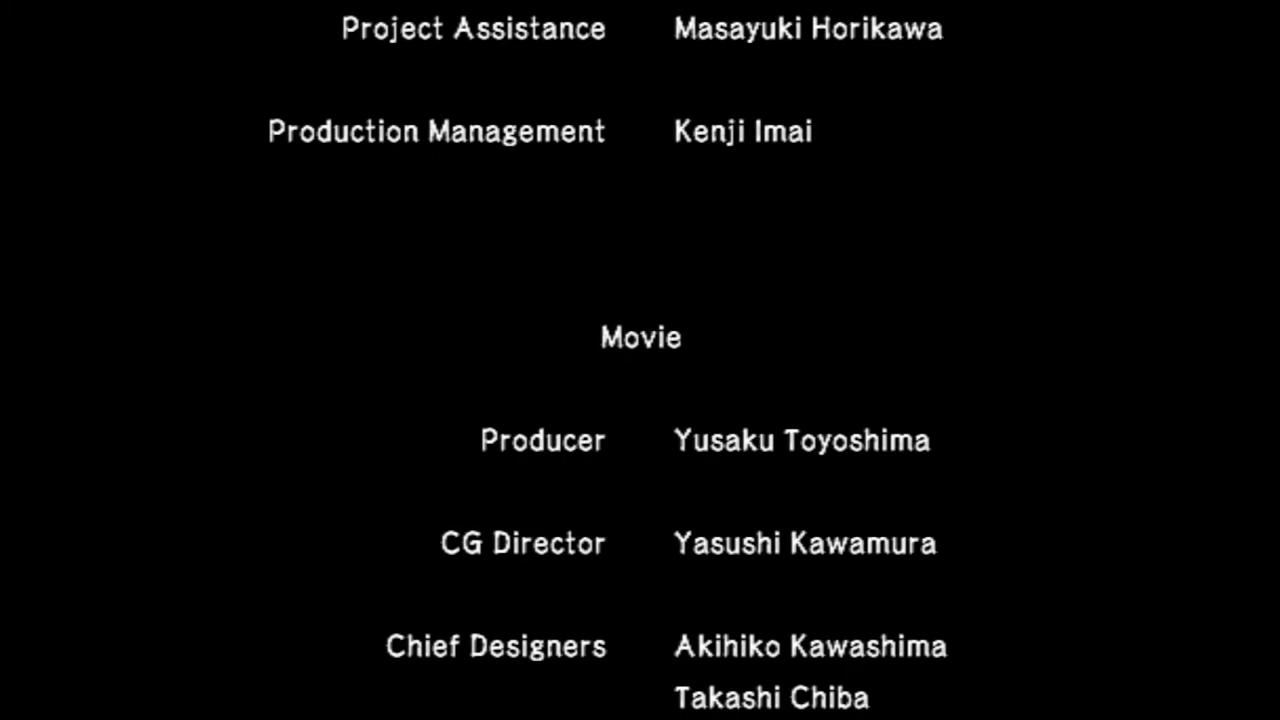 Project Assistance Masayuki Horikawa
Production Management Kenji Imai
Movie
Producer Yusaku Toyoshima
CG Director Yasushi Kawamura
Chief Designers Akihiko Kawashima
Takashi Chiba